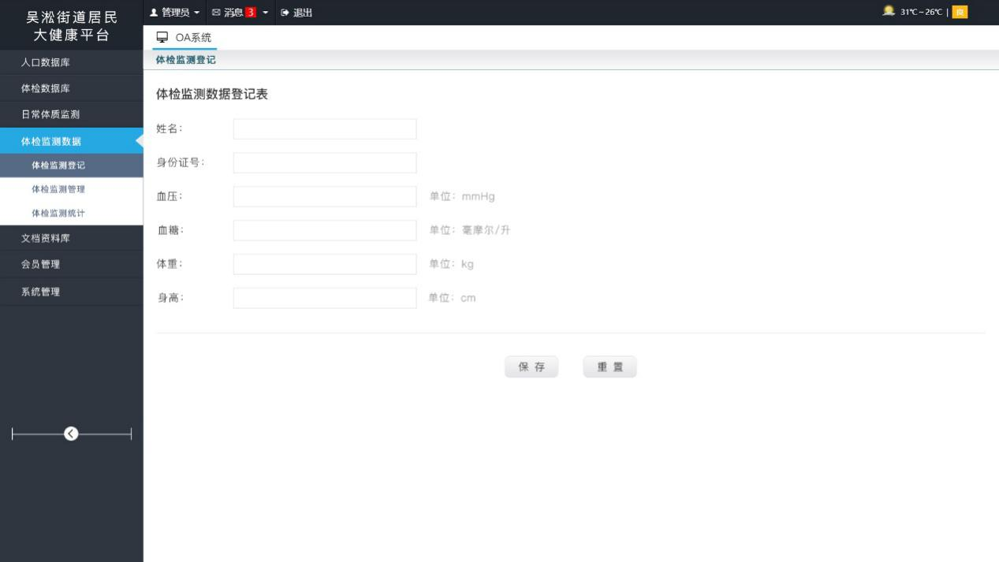 吴淞街道居民
大健康平台
管理员 消息 3 退出
31℃~26℃ | 良
OA系统
体检监测登记
人口数据库
体检数据库
日常体质监测
体检监测数据
体检监测登记
体检监测管理
体检监测统计
文档资料库
会员管理
系统管理
体检监测数据登记表
姓名：
身份证号：
血压： 单位：mmHg
血糖： 单位：毫摩尔/升
体重： 单位：kg
身高： 单位：cm
保 存 重 置